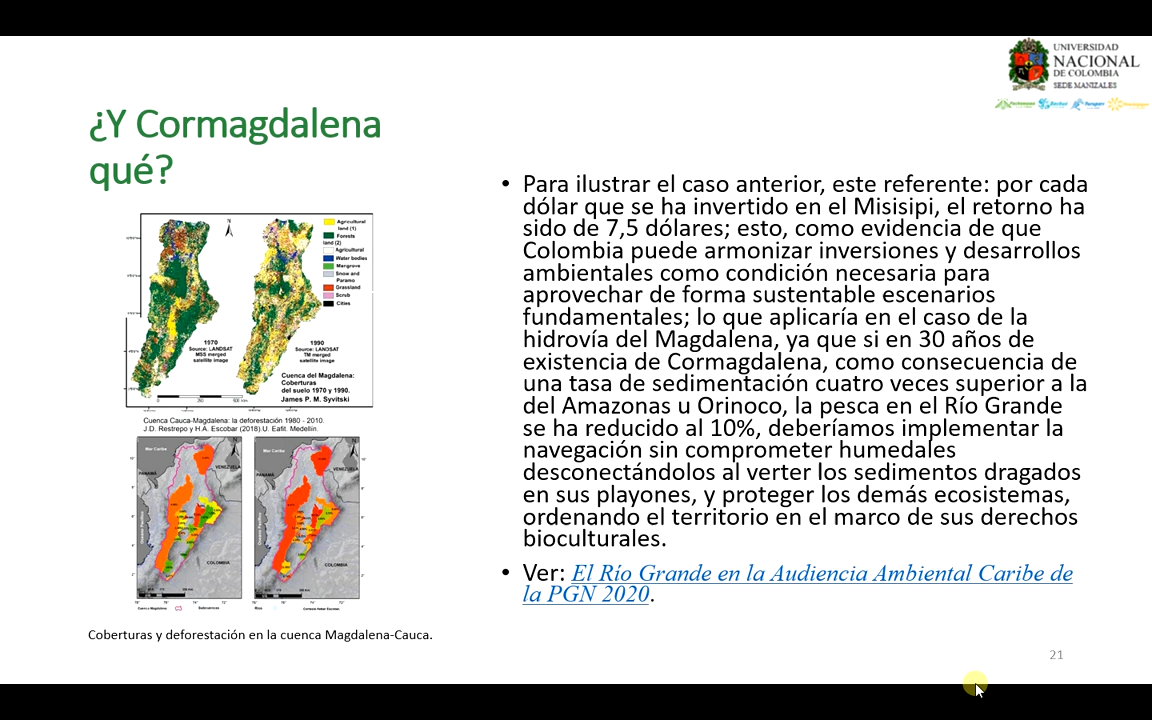 UNIVERSIDAD
NACIONAL
DE COLOMBIA
SEDE MANIZALES
¿Y Cormagdalena
qué?
N
N
Agricultural
land (1)
Forests
land (2)
Agricultural
Water bodies
Mangrove
Snow and
Paramo
Grassland
Scrub
Cities
1970
Source: LANDSAT
MSS merged
satellite image
1990
Source: LANDSAT
TM merged
satellite image
Cuenca del Magdalena:
Coberturas
del suelo 1970 y 1990.
James P. M. Syvitski
Cuenca Cauca-Magdalena: la deforestación 1980 - 2010.
J.D. Restrepo y H.A. Escobar (2018).U. Eafit. Medellín.
Mar Caribe
PANAMÁ
VENEZUELA
COLOMBIA
Mar Caribe
PANAMÁ
VENEZUELA
COLOMBIA
Coberturas y deforestación en la cuenca Magdalena-Cauca.
• Para ilustrar el caso anterior, este referente: por cada
dólar que se ha invertido en el Misisipi, el retorno ha
sido de 7,5 dólares; esto, como evidencia de que
Colombia puede armonizar inversiones y desarrollos
ambientales como condición necesaria para
aprovechar de forma sustentable escenarios
fundamentales; lo que aplicaría en el caso de la
hidrovía del Magdalena, ya que si en 30 años de
existencia de Cormagdalena, como consecuencia de
una tasa de sedimentación cuatro veces superior a la
del Amazonas u Orinoco, la pesca en el Río Grande
se ha reducido al 10%, deberíamos implementar la
navegación sin comprometer humedales
desconectándolos al verter los sedimentos dragados
en sus playones, y proteger los demás ecosistemas,
ordenando el territorio en el marco de sus derechos
bioculturales.
• Ver: El Río Grande en la Audiencia Ambiental Caribe de
la PGN 2020.
21